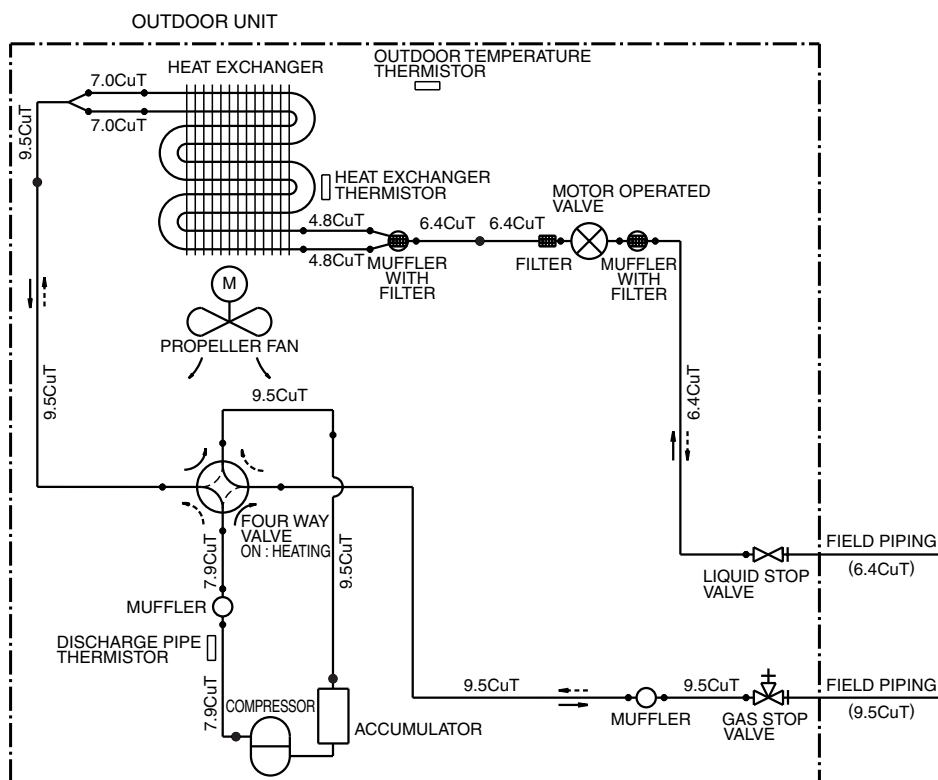 OUTDOOR UNIT
OUTDOOR TEMPERATURE
THERMISTOR
HEAT EXCHANGER
7.0CuT
7.0CuT
9.5CuT
HEAT EXCHANGER
THERMISTOR
MOTOR OPERATED
VALVE
4.8CuT
4.8CuT
6.4CuT
6.4CuT
MUFFLER
WITH
FILTER
FILTER
MUFFLER
WITH
FILTER
M
PROPELLER FAN
9.5CuT
9.5CuT
6.4CuT
FOUR WAY
VALVE
ON : HEATING
7.9CuT
9.5CuT
FIELD PIPING
(6.4CuT)
LIQUID STOP
VALVE
MUFFLER
DISCHARGE PIPE
THERMISTOR
7.9CuT
COMPRESSOR
ACCUMULATOR
9.5CuT
9.5CuT
MUFFLER
GAS STOP
VALVE
FIELD PIPING
(9.5CuT)